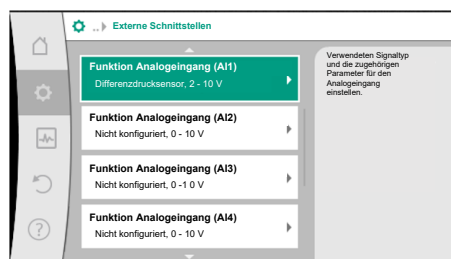 ..▶ Externe Schnittstellen
Funktion Analogeingang (AI1)
Differenzdrucksensor, 2 - 10 V
Funktion Analogeingang (AI2)
Nicht konfiguriert, 0 - 10 V
Funktion Analogeingang (AI3)
Nicht konfiguriert, 0 -1 0 V
Funktion Analogeingang (AI4)
Nicht konfiguriert, 0 - 10 V
Verwendeten Signaltyp
und die zugehörigen
Parameter für den
Analogeingang
einstellen.
?